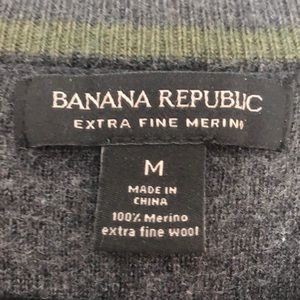 BANANA REPUBLIC
EXTRA FINE MERINO
M
MADE IN
CHINA
100% Merino
extra fine wool